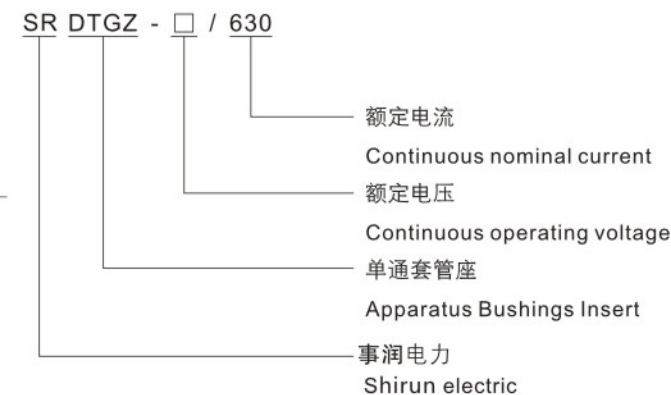 SR DTGZ - □ / 630
额定电流
Continuous nominal current
额定电压
Continuous operating voltage
单通套管座
Apparatus Bushings Insert
事润电力
Shirun electric